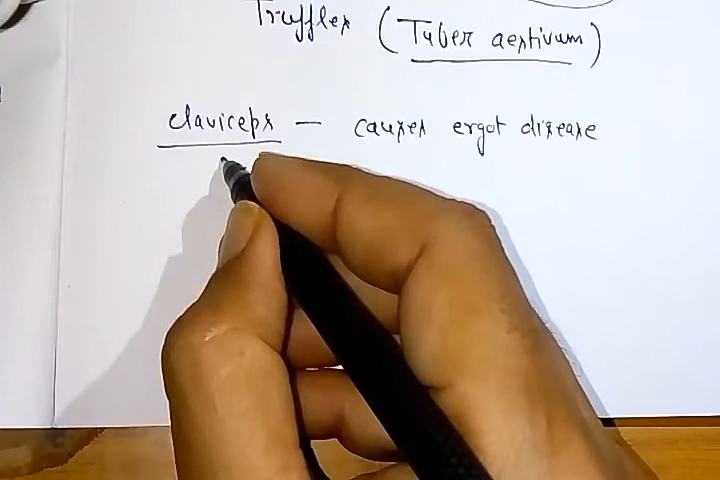 Truffles (Tuber aestivum)
claviceps — causes ergot disease